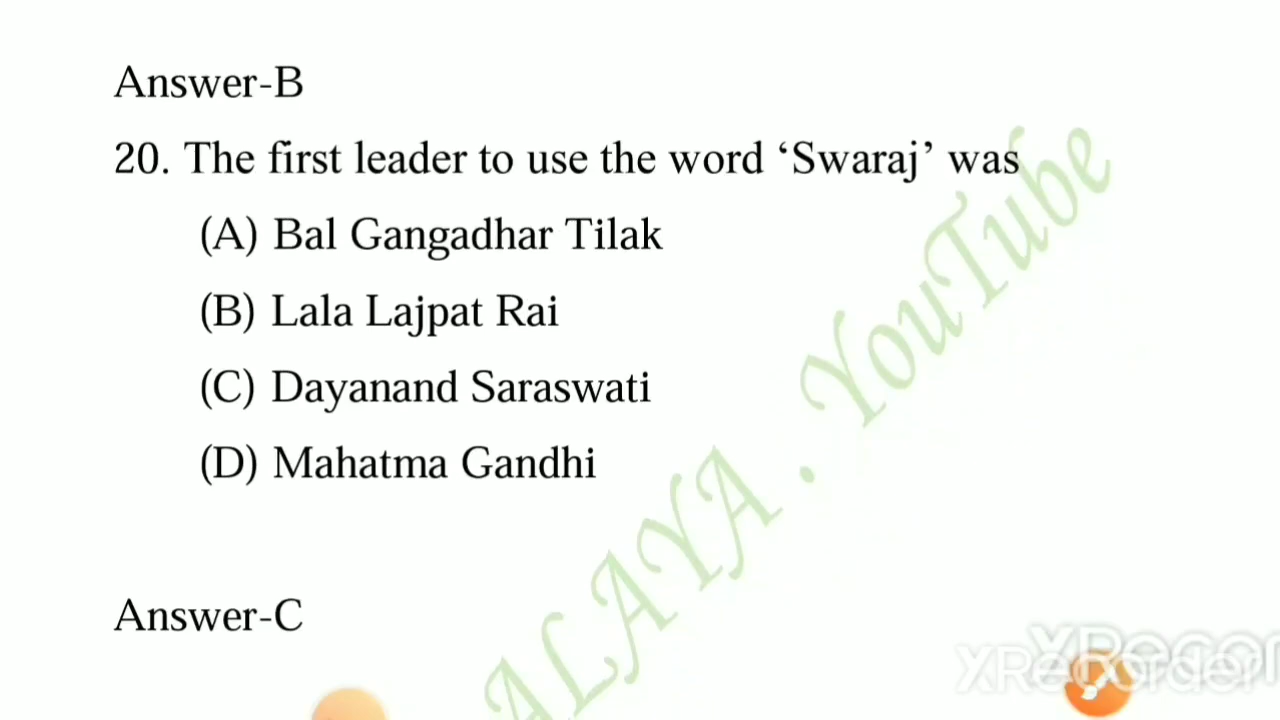 Answer-B
20. The first leader to use the word ‘Swaraj’ was
(A) Bal Gangadhar Tilak
(B) Lala Lajpat Rai
(C) Dayanand Saraswati
(D) Mahatma Gandhi
Answer-C
ALAYA . YouTube
XRecorder